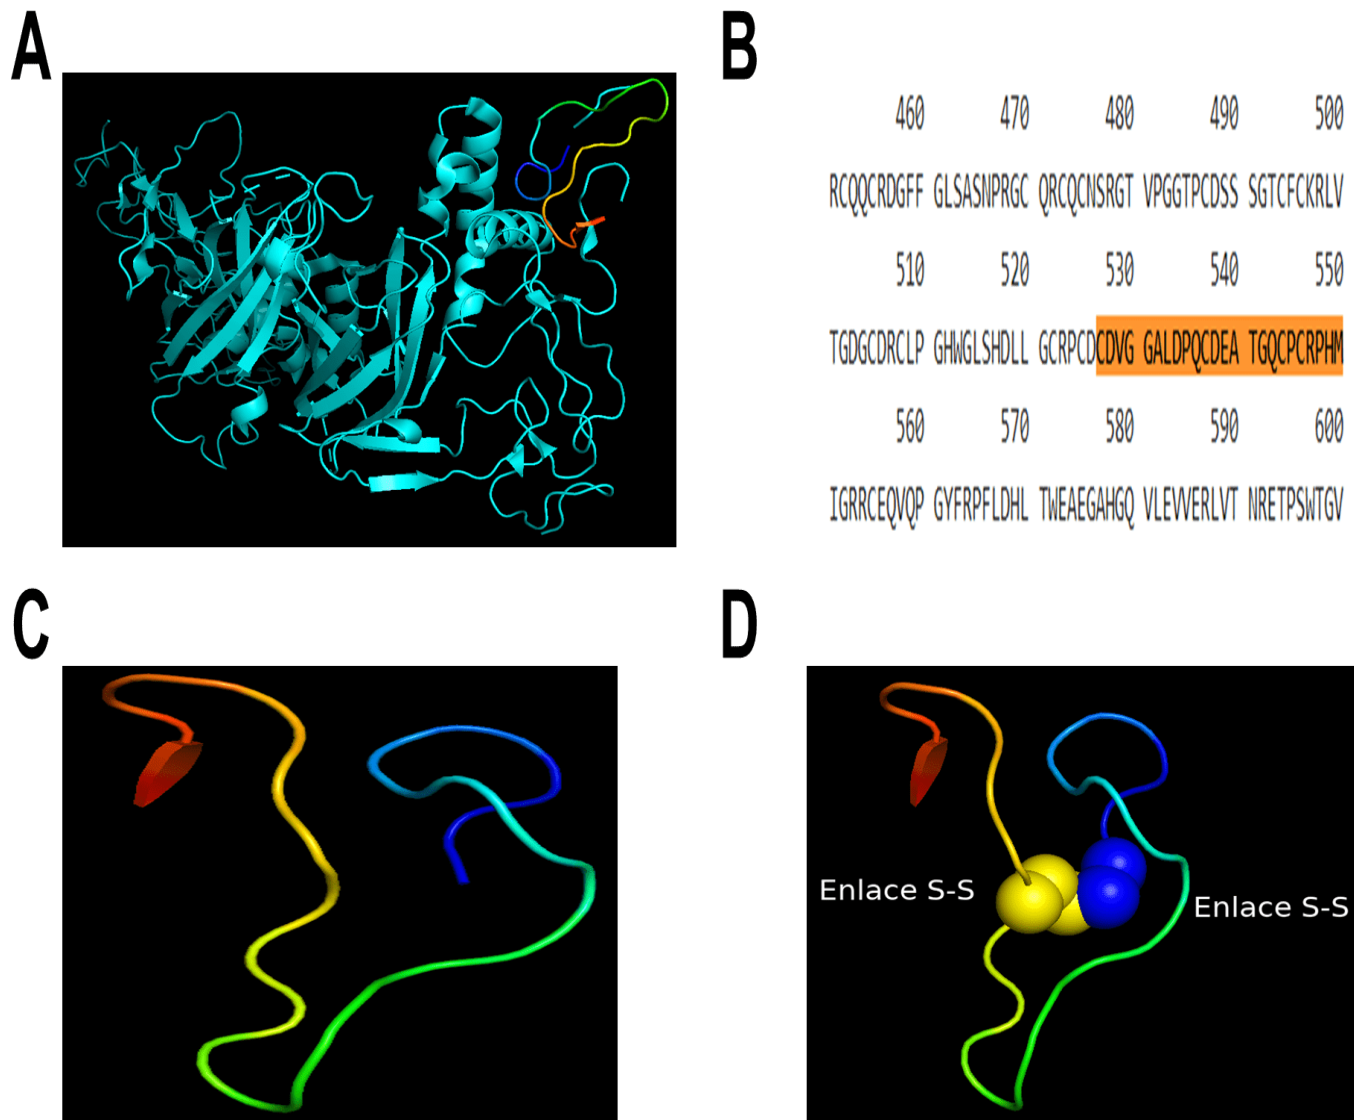 A
B
460 470 480 490 500
RCQQCRDGFF GLSASNPRGC QRCQCNSRGT VPGGTPCDSS SGTCFCKRLV
510 520 530 540 550
TGDGCDRCLP GHWGLSHDLL GCRPCDCDVG GALDPQCDEA TGQCPCRPHM
560 570 580 590 600
IGRRCEQVQP GYFRPFLDHL TWEAEGAHGQ VLEVVERLVT NRETPSWTGV
C
D
Enlace S-S
Enlace S-S